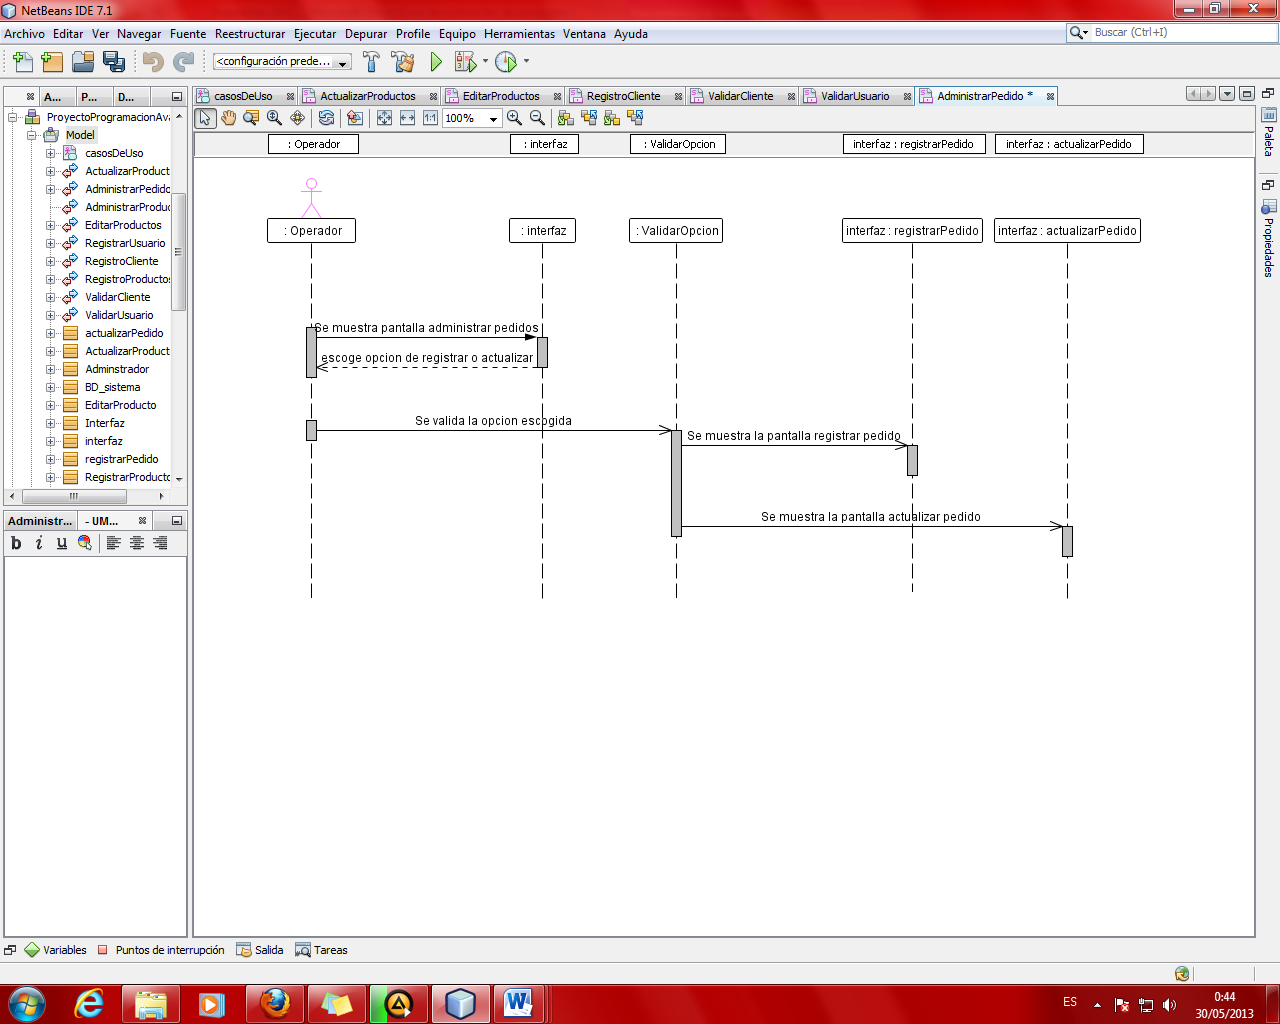 NetBeans IDE 7.1
Archivo Editar Ver Navegar Fuente Reestructurar Ejecutar Depurar Profile Equipo Herramientas Ventana Ayuda
Buscar (Ctrl+I)
<configuración prede...
A... P... D...
casosDeUso ActualizarProductos EditarProductos RegistroCliente ValidarCliente ValidarUsuario AdministrarPedido *
100%
: Operador : interfaz : ValidarOpcion interfaz : registrarPedido interfaz : actualizarPedido
ProyectoProgramacionAva
Model
casosDeUso
ActualizarProduct
AdministrarPedido
AdministrarProduc
EditarProductos
RegistrarUsuario
RegistroCliente
RegistroProductos
ValidarCliente
ValidarUsuario
actualizarPedido
ActualizarProduct
Adminstrador
BD_sistema
EditarProducto
Interfaz
interfaz
registrarPedido
RegistrarProducto
: Operador : interfaz : ValidarOpcion interfaz : registrarPedido interfaz : actualizarPedido
Se muestra pantalla administrar pedidos
escoge opcion de registrar o actualizar
Se valida la opcion escogida
Se muestra la pantalla registrar pedido
Se muestra la pantalla actualizar pedido
Paleta
Propiedades
Administr... - UM...
b i u
Variables Puntos de interrupción Salida Tareas
ES
0:44
30/05/2013